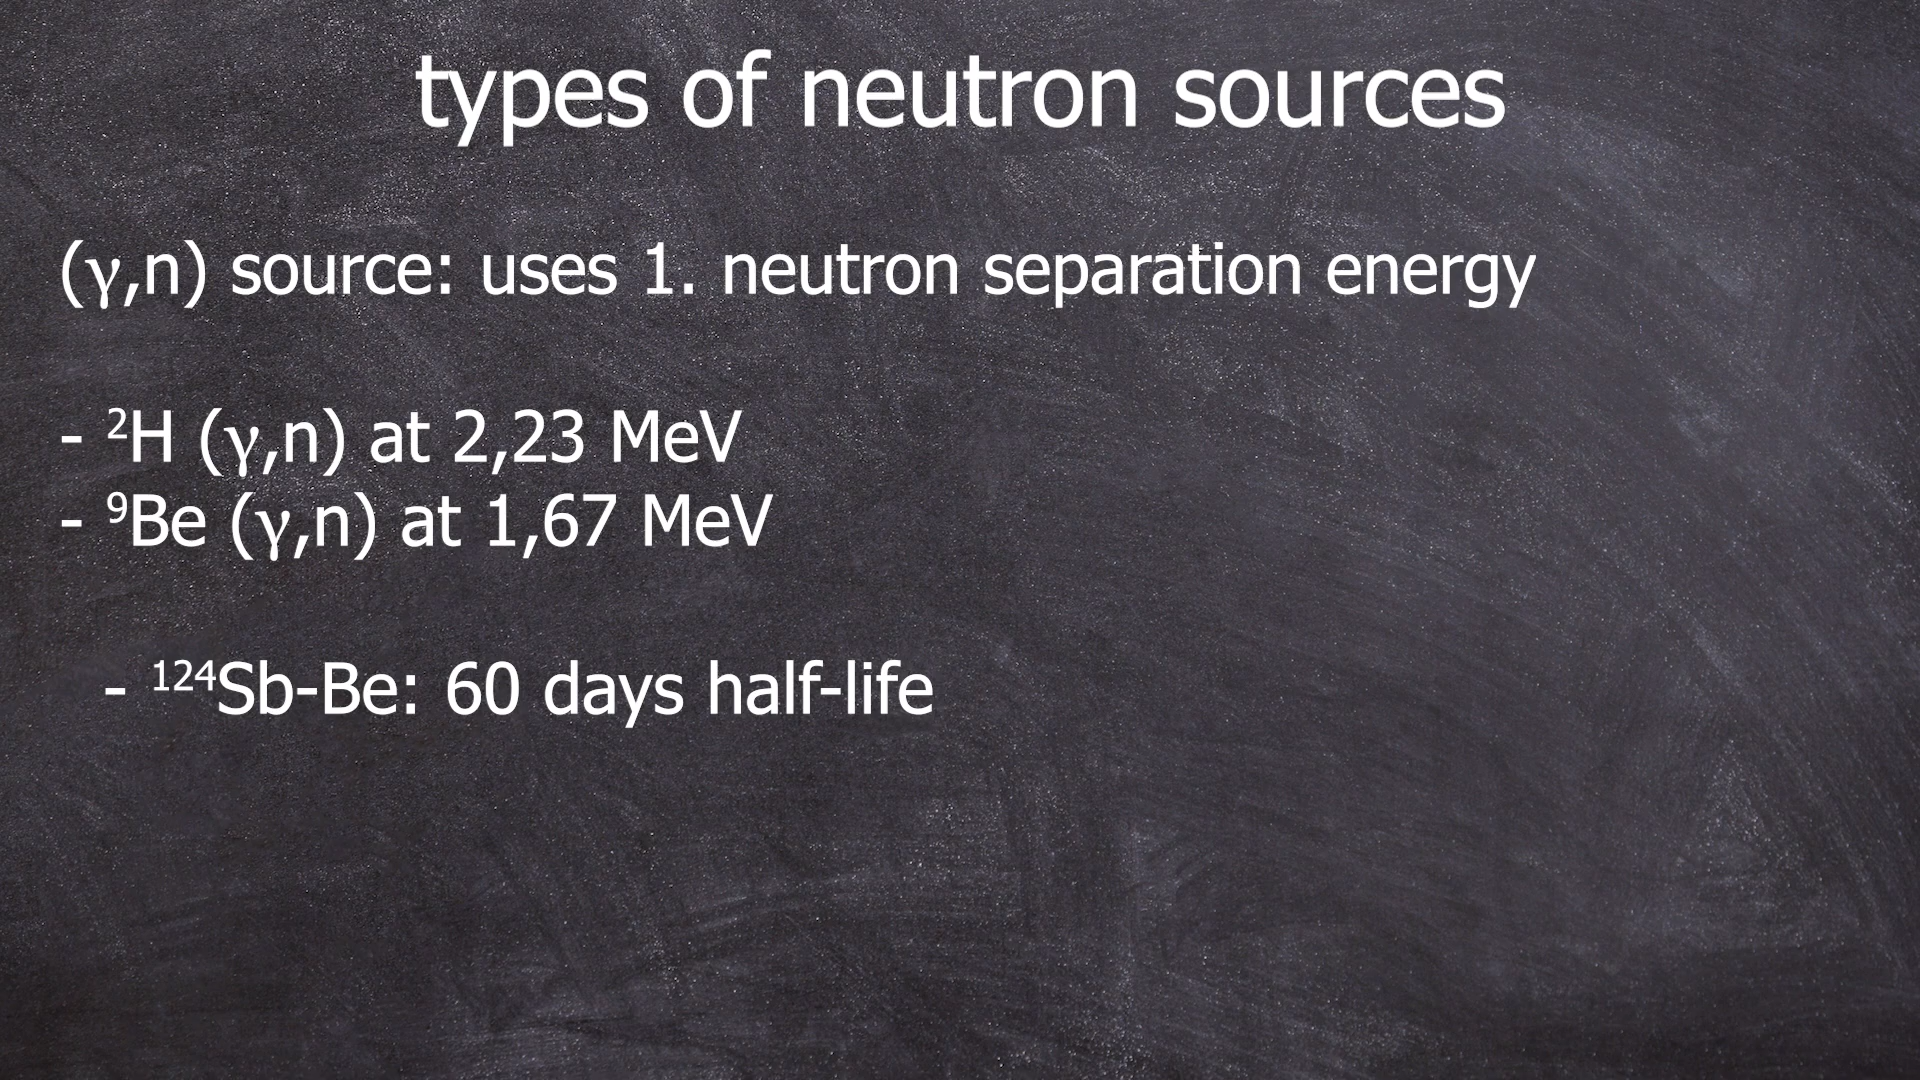 types of neutron sources
(γ,n) source: uses 1. neutron separation energy
- ²H (γ,n) at 2,23 MeV
- ⁹Be (γ,n) at 1,67 MeV
- ¹²⁴Sb-Be: 60 days half-life